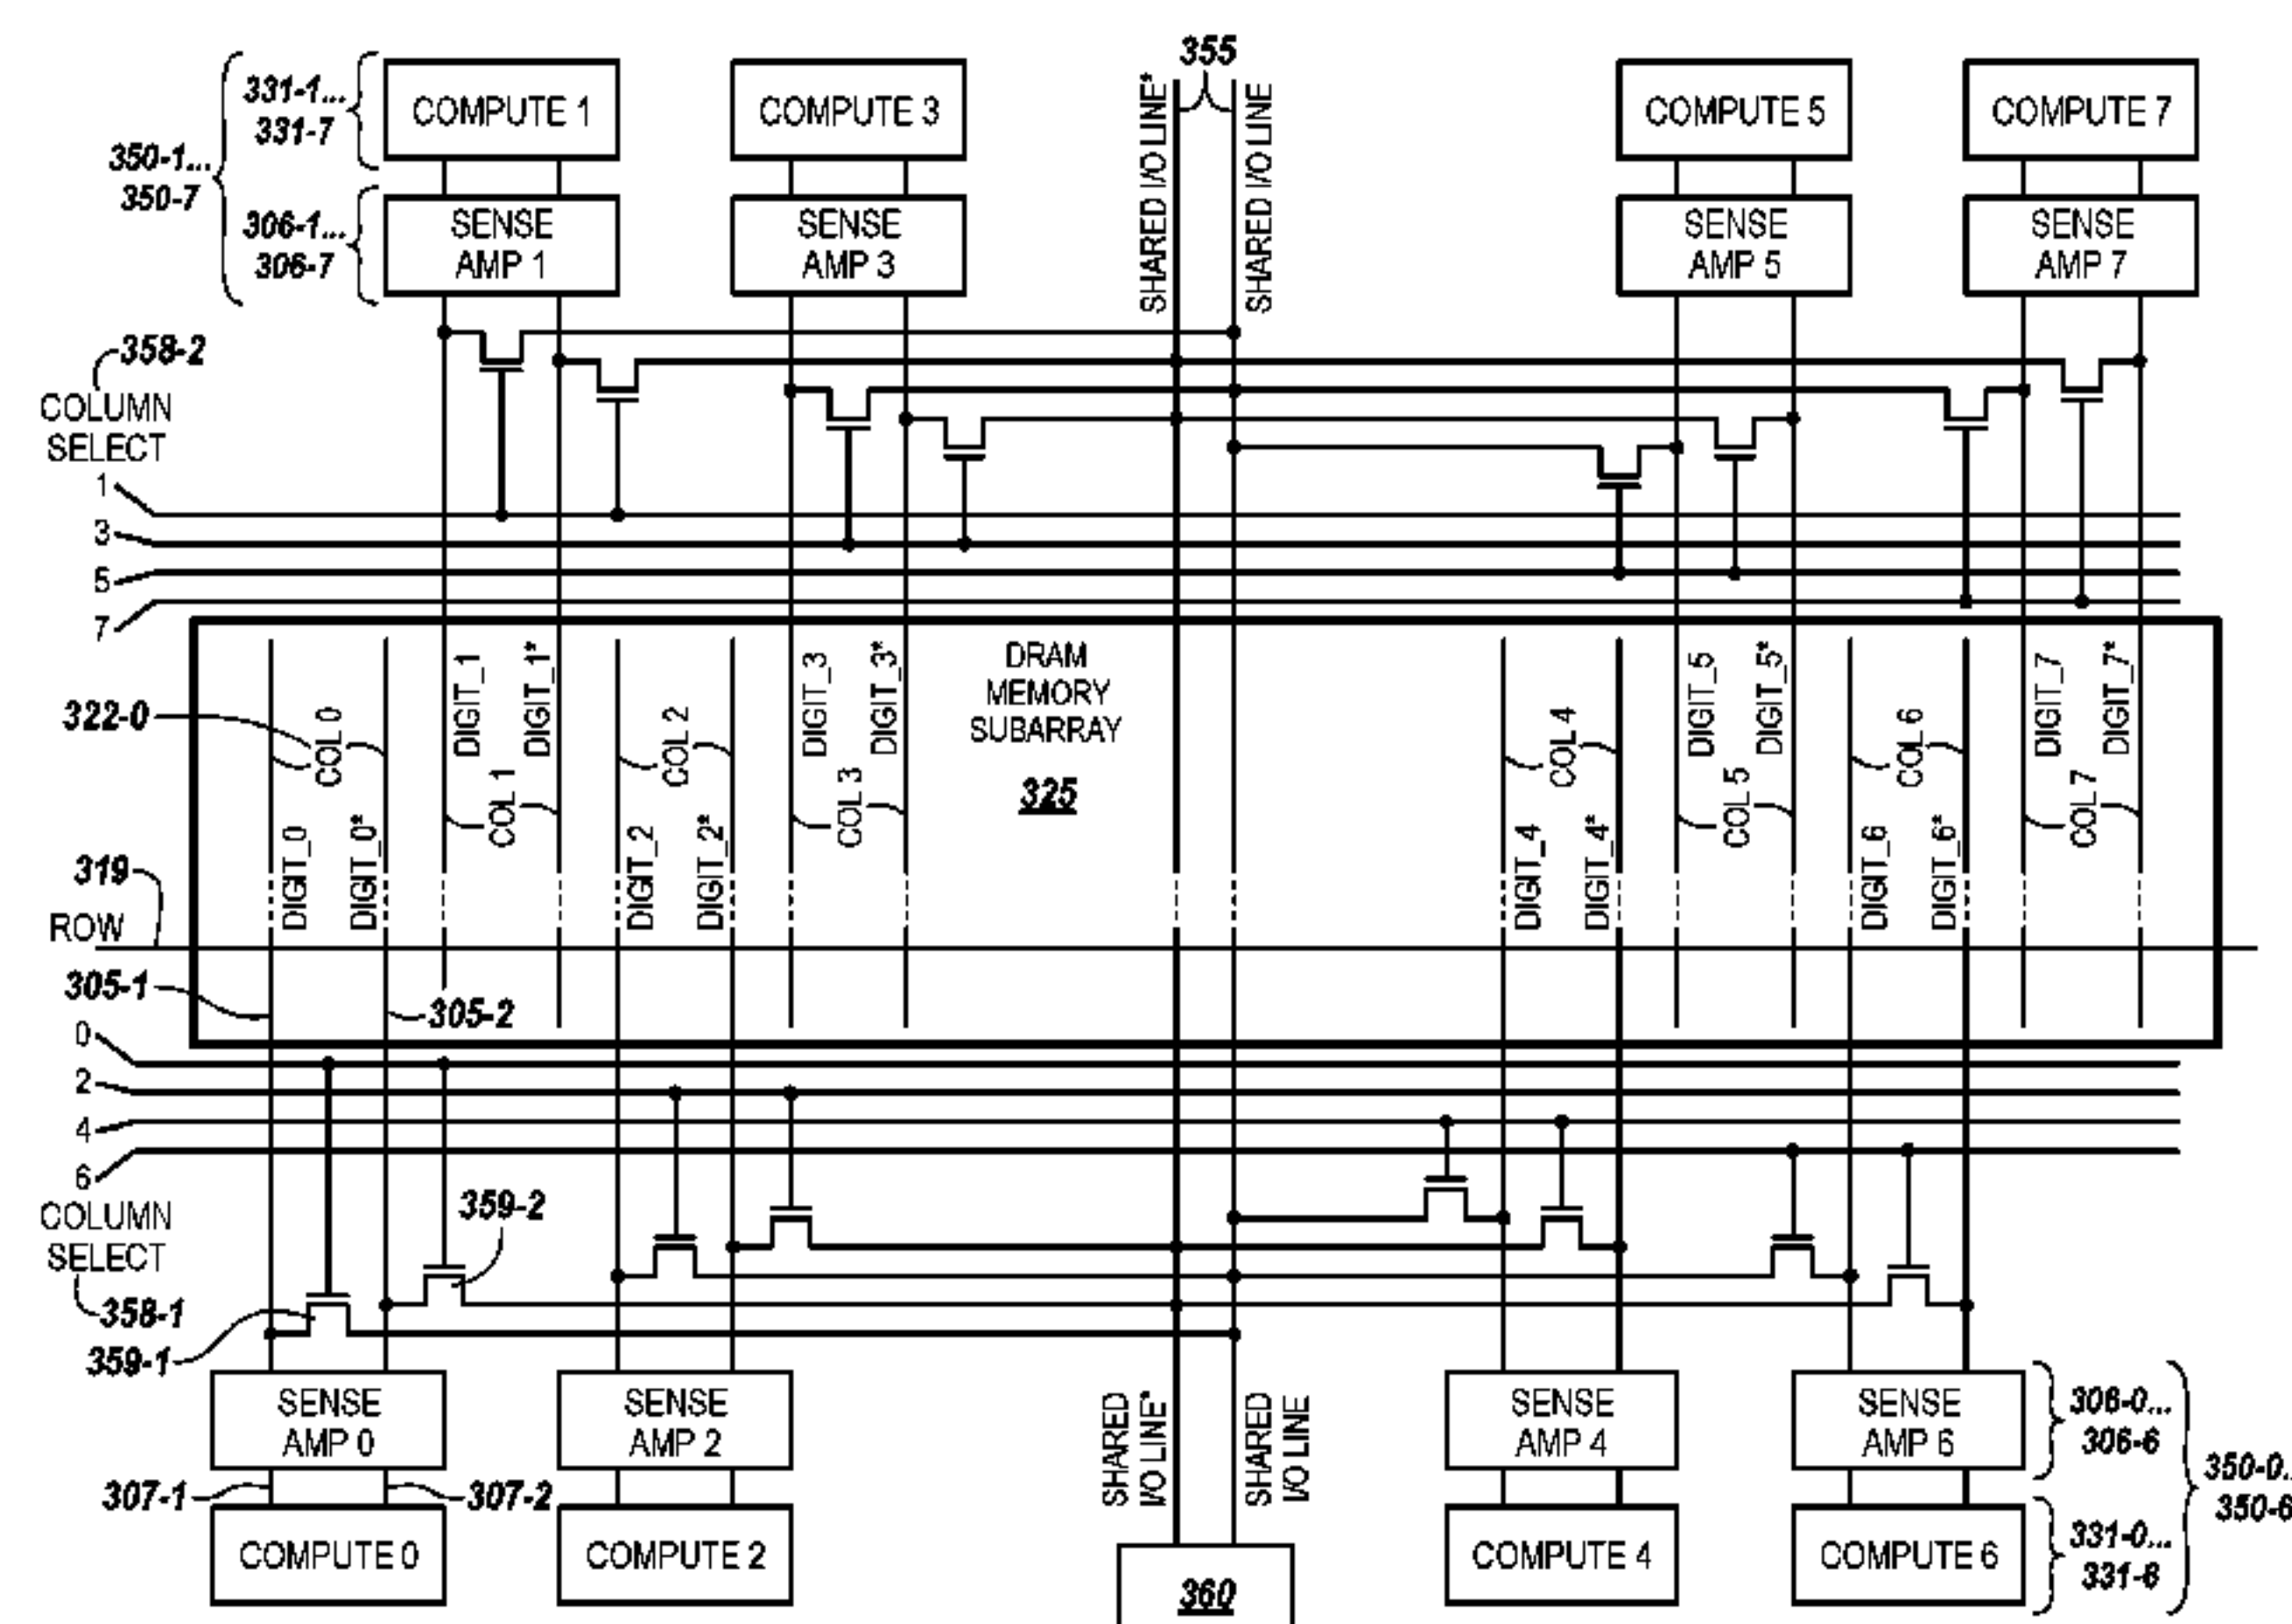 355
331-1...
331-7
COMPUTE 1
COMPUTE 3
SHARED I/O LINE*
SHARED I/O LINE
COMPUTE 5
COMPUTE 7
350-1...
350-7
306-1...
306-7
SENSE
AMP 1
SENSE
AMP 3
SENSE
AMP 5
SENSE
AMP 7
358-2
COLUMN
SELECT
1
3
5
7
DRAM
MEMORY
SUBARRAY
325
322-0
COL 0
DIGIT_1
DIGIT_1*
COL 1
COL 2
DIGIT_3
DIGIT_3*
COL 3
COL 4
DIGIT_5
DIGIT_5*
COL 5
COL 6
DIGIT_7
DIGIT_7*
COL 7
DIGIT_0
DIGIT_0*
DIGIT_2
DIGIT_2*
DIGIT_4
DIGIT_4*
DIGIT_6
DIGIT_6*
319
ROW
305-1
305-2
0
2
4
6
COLUMN
SELECT
358-1
359-2
359-1
SENSE
AMP 0
SENSE
AMP 2
SHARED
I/O LINE*
SHARED
I/O LINE
SENSE
AMP 4
SENSE
AMP 6
306-0...
306-6
350-0..
350-6
307-1
307-2
COMPUTE 0
COMPUTE 2
360
COMPUTE 4
COMPUTE 6
331-0...
331-6